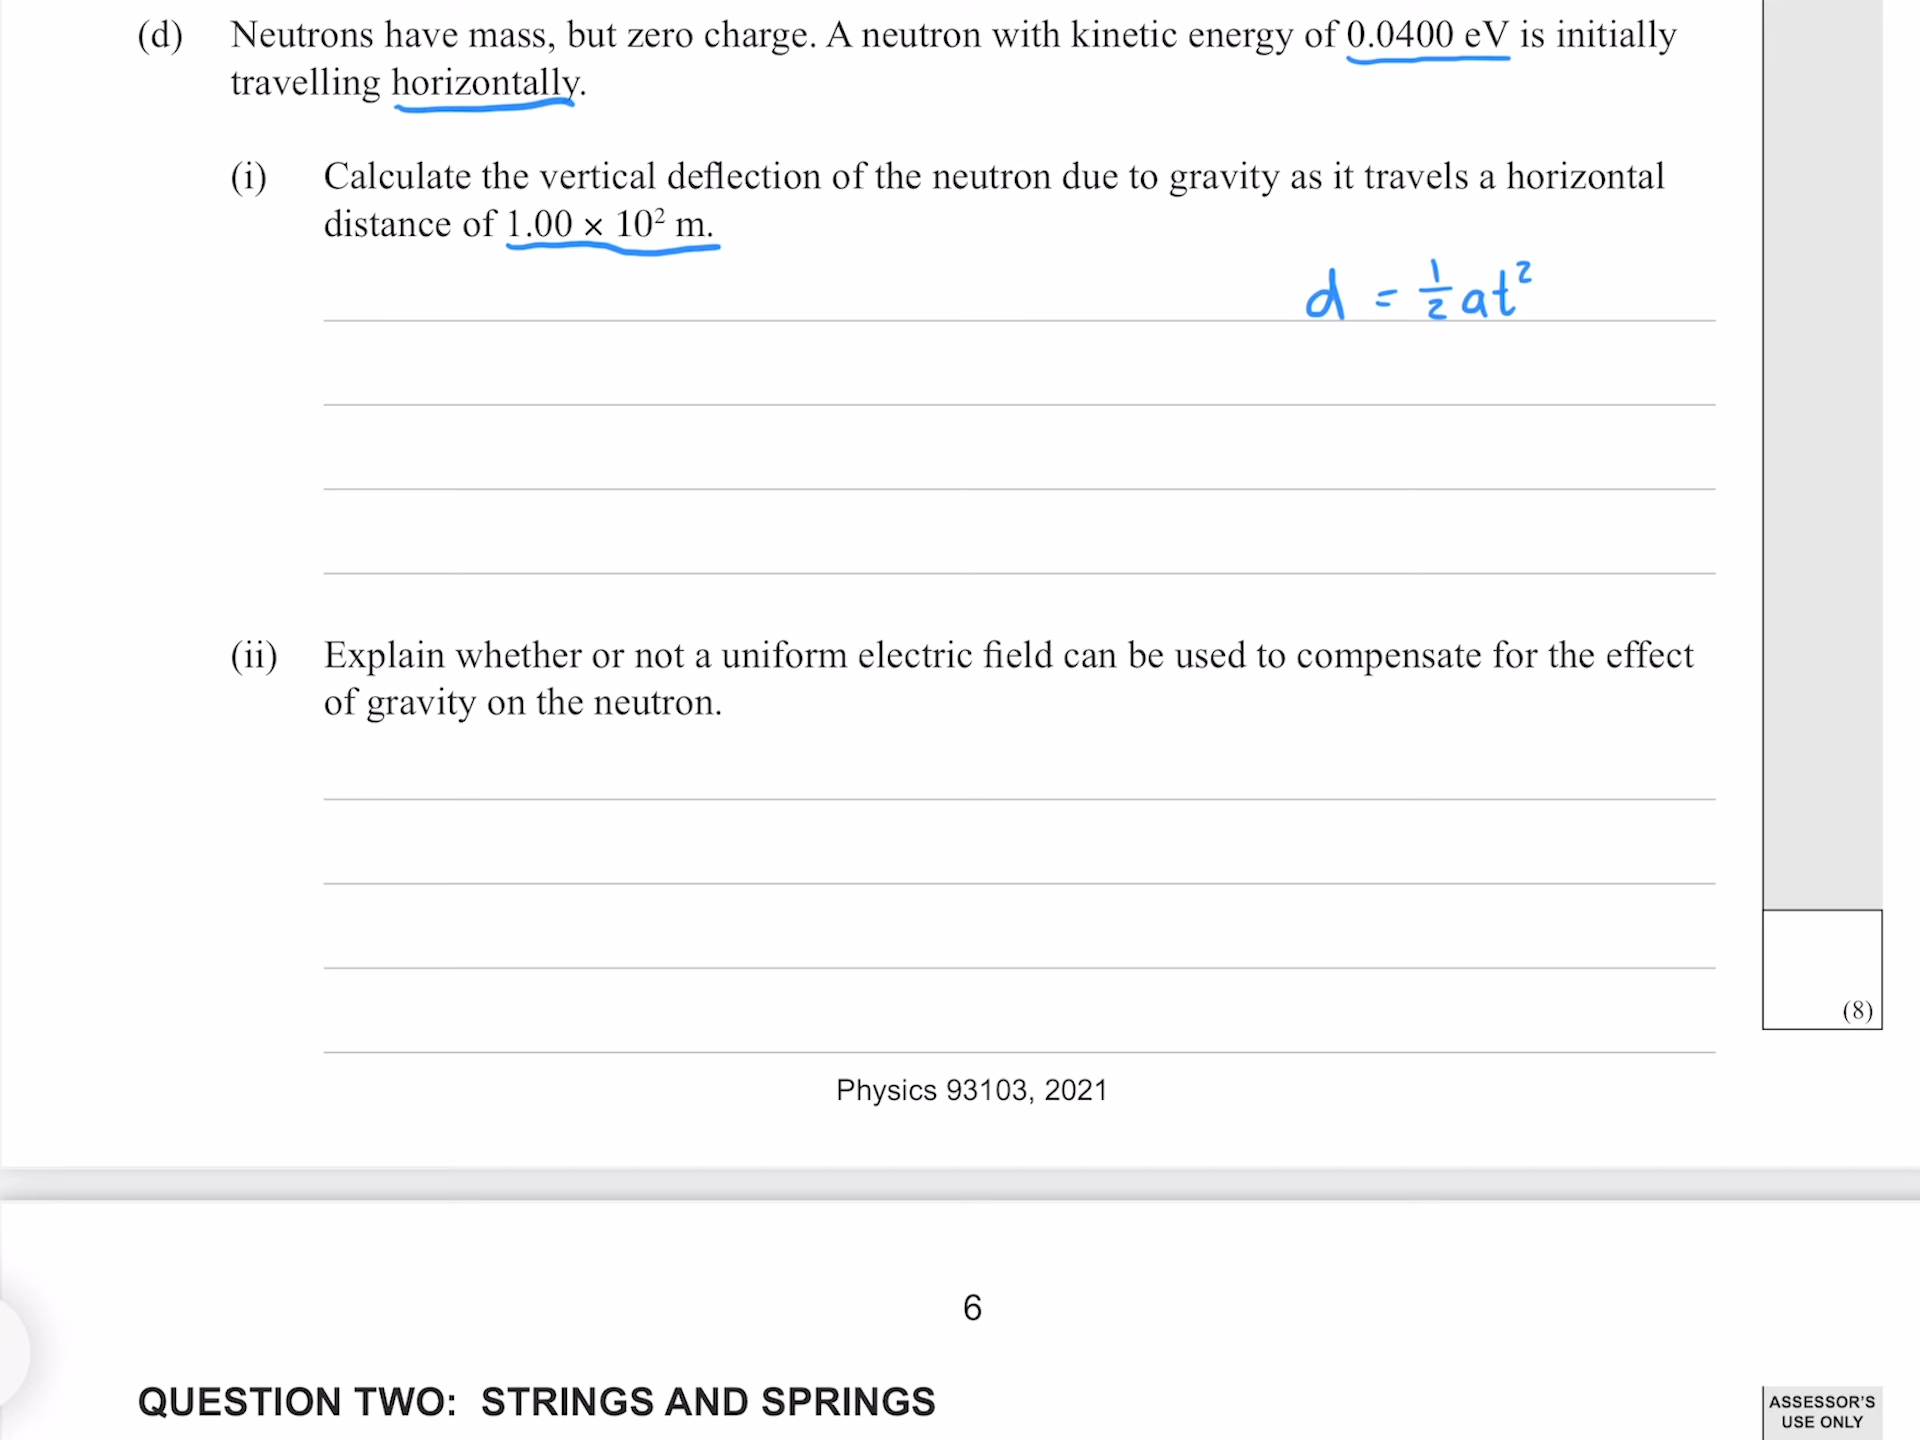 (d) Neutrons have mass, but zero charge. A neutron with kinetic energy of 0.0400 eV is initially
travelling horizontally.
(i) Calculate the vertical deflection of the neutron due to gravity as it travels a horizontal
distance of 1.00 × 10² m.
d = ½at²
(ii) Explain whether or not a uniform electric field can be used to compensate for the effect
of gravity on the neutron.
(8)
Physics 93103, 2021
6
QUESTION TWO: STRINGS AND SPRINGS
ASSESSOR'S
USE ONLY